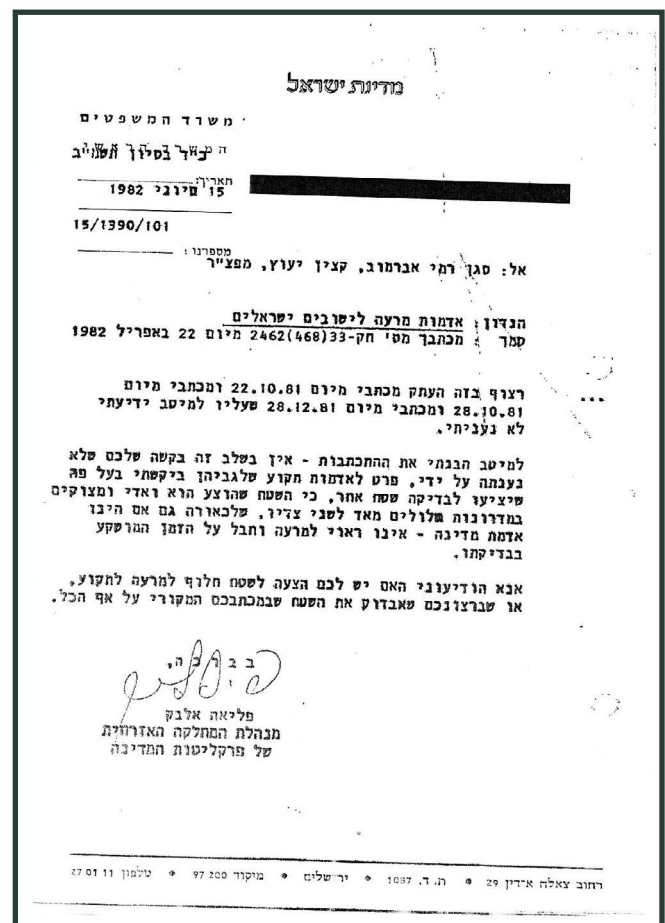 מדינת ישראל
משרד המשפטים
כ"ד בסיון תשמ"ב
תאריך:
15 ביוני 1982
15/1390/101
מספרנו:
אל: סגן רמי אברמוב, קצין יעוץ, מפצ"ר
הנדון: אדמות מרעה לישובים ישראלים
סמך: מכתבך מס' חק-33(468)2462 מיום 22 באפריל 1982
רצוף בזה העתק מכתבי מיום 22.10.81 ומכתבי מיום
28.10.81 ומכתבי מיום 28.12.81 שעליו למיטב ידיעתי
לא נעניתי.
למיטב הבנתי את ההתכתבות - אין בשלב זה בקשה שלכם שלא
נענתה על ידי, פרט לאדמות תקוע שלגביהן ביקשתי בעל פה
שיציעו לבדיקה שטח אחר, כי השטח שהוצע הוא ואדי ומצוקים
במדרונות תלולים מאד לשני צדיו, שלכאורה גם אם הינו
אדמת מדינה - אינו ראוי למרעה וחבל על הזמן המושקע
בבדיקתו.
אנא הודיעוני האם יש לכם הצעה לשטח חלוף למרעה לתקוע,
או שברצונכם שאבדוק את השטח שבמכתבכם המקורי על אף הכל.
בברכה,
פליאה אלבק
מנהלת המחלקה האזרחית
של פרקליטות המדינה
רחוב צאלח א־דין 29 • ת.ד. 1087 • ירושלים • מיקוד 97 200 • טלפון 11 01 27